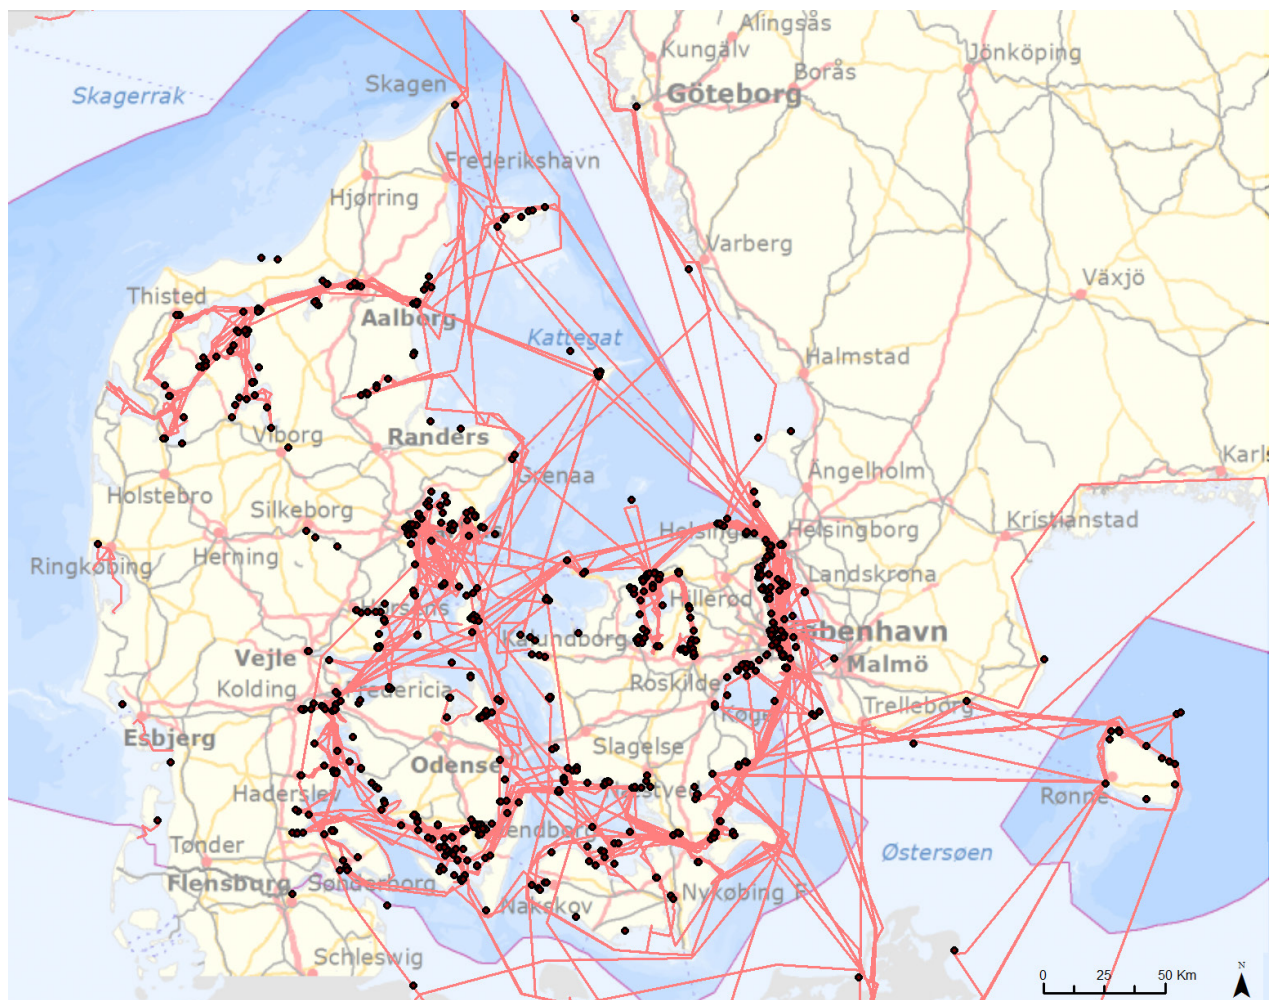 Alingsås
Kungälv
Jönköping
Borås
Skagen
Göteborg
Skagerrak
Frederikshavn
Hjørring
Varberg
Växjö
Thisted
Aalborg
Kattegat
Halmstad
Viborg
Randers
Grenaa
Ängelholm
Karls
Holstebro
Silkeborg
Kristianstad
Helsingborg
Herning
Ringkøbing
Landskrona
Hillerød
Kalundborg
Vejle
Malmö
Kolding
Roskilde
Trelleborg
Køge
Esbjerg
Slagelse
Odense
Haderslev
Rønne
Tønder
Østersøen
Flensburg
Sønderborg
Nakskov
Nykøbing F
Schleswig
N
0 25 50 Km